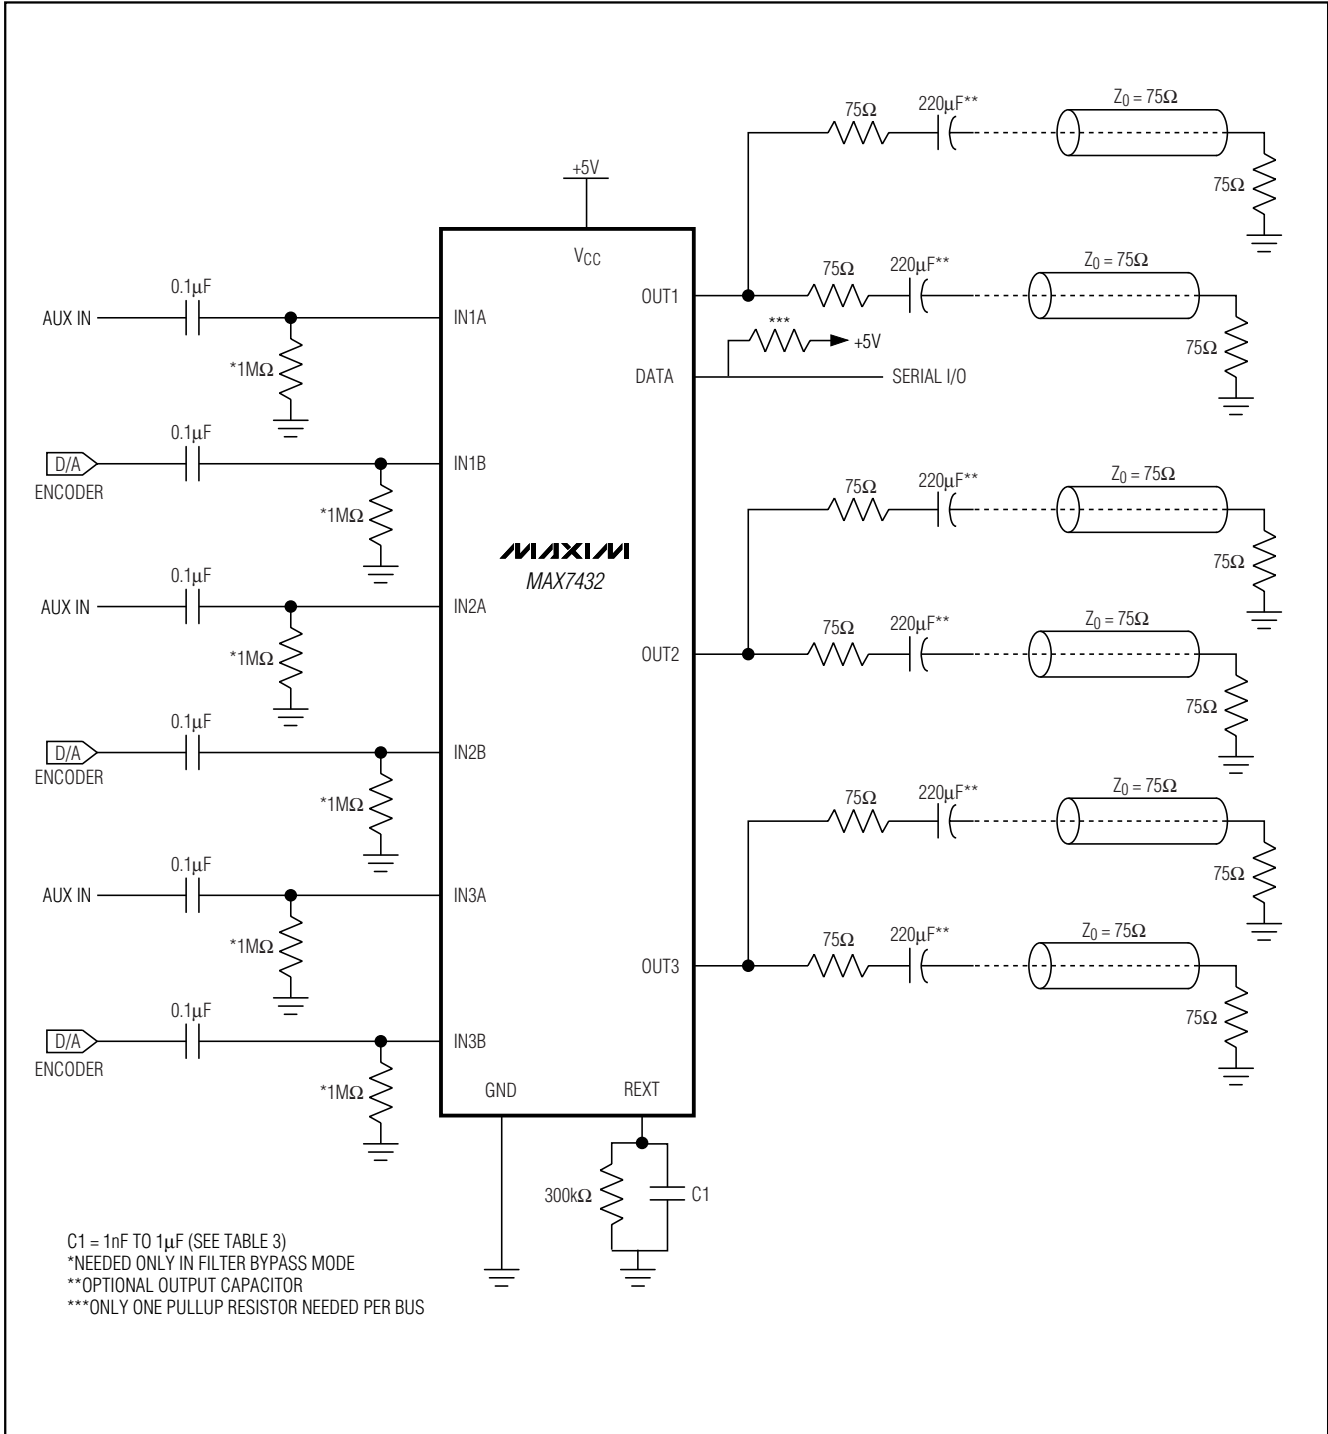 Z0 = 75Ω
75Ω
220µF**
75Ω
+5V
VCC
Z0 = 75Ω
75Ω
220µF**
75Ω
OUT1
0.1µF
AUX IN
IN1A
*1MΩ
***
+5V
DATA
SERIAL I/O
0.1µF
D/A
ENCODER
IN1B
*1MΩ
Z0 = 75Ω
75Ω
220µF**
75Ω
MAXIM
MAX7432
0.1µF
AUX IN
IN2A
*1MΩ
Z0 = 75Ω
75Ω
220µF**
75Ω
OUT2
0.1µF
D/A
ENCODER
IN2B
*1MΩ
Z0 = 75Ω
75Ω
220µF**
75Ω
0.1µF
AUX IN
IN3A
*1MΩ
Z0 = 75Ω
75Ω
220µF**
75Ω
OUT3
0.1µF
D/A
ENCODER
IN3B
*1MΩ
GND
REXT
300kΩ
C1
C1 = 1nF TO 1µF (SEE TABLE 3)
*NEEDED ONLY IN FILTER BYPASS MODE
**OPTIONAL OUTPUT CAPACITOR
***ONLY ONE PULLUP RESISTOR NEEDED PER BUS